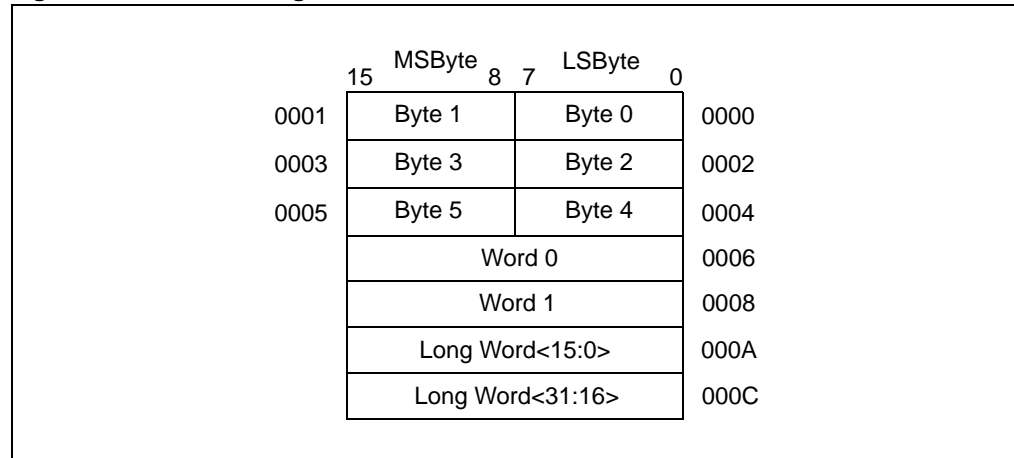 MSByte LSByte
15 8 7 0
0001 Byte 1 Byte 0 0000
0003 Byte 3 Byte 2 0002
0005 Byte 5 Byte 4 0004
Word 0 0006
Word 1 0008
Long Word<15:0> 000A
Long Word<31:16> 000C